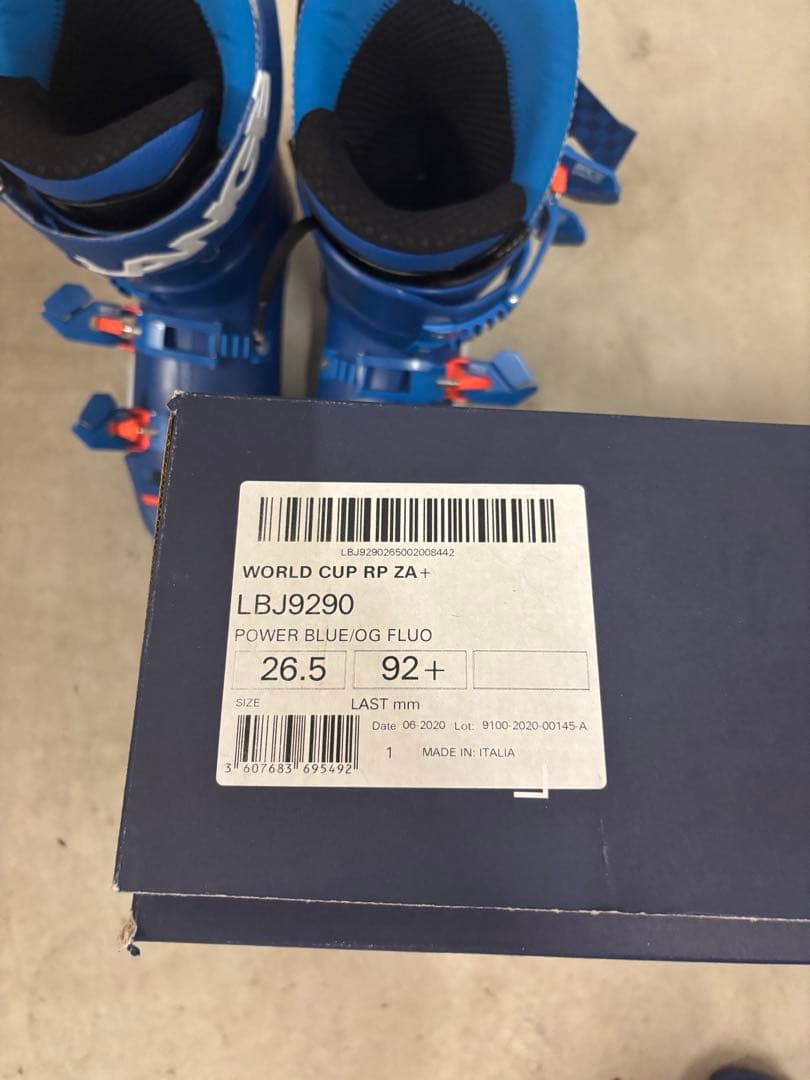 LANGE
LBJ9290265002008442
WORLD CUP RP ZA+
LBJ9290
POWER BLUE/OG FLUO
26.5 92+
SIZE LAST mm
Date 06-2020 Lot: 9100-2020-00145-A
1 MADE IN: ITALIA
3 607683 695492